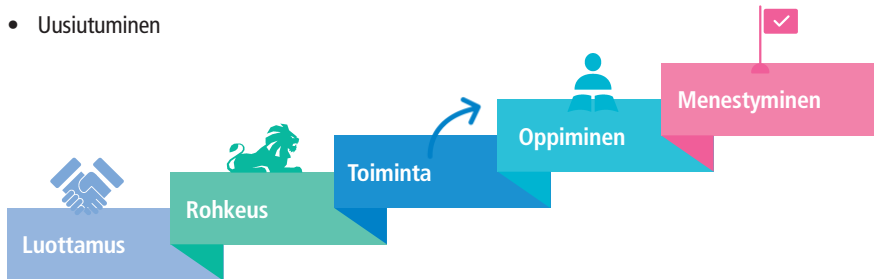 • Uusiutuminen
Luottamus
Rohkeus
Toiminta
Oppiminen
Menestyminen